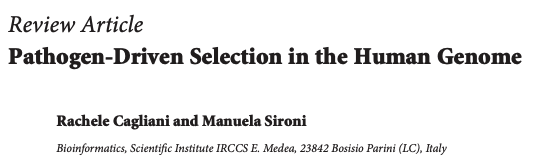 Review Article
Pathogen-Driven Selection in the Human Genome
Rachele Cagliani and Manuela Sironi
Bioinformatics, Scientific Institute IRCCS E. Medea, 23842 Bosisio Parini (LC), Italy